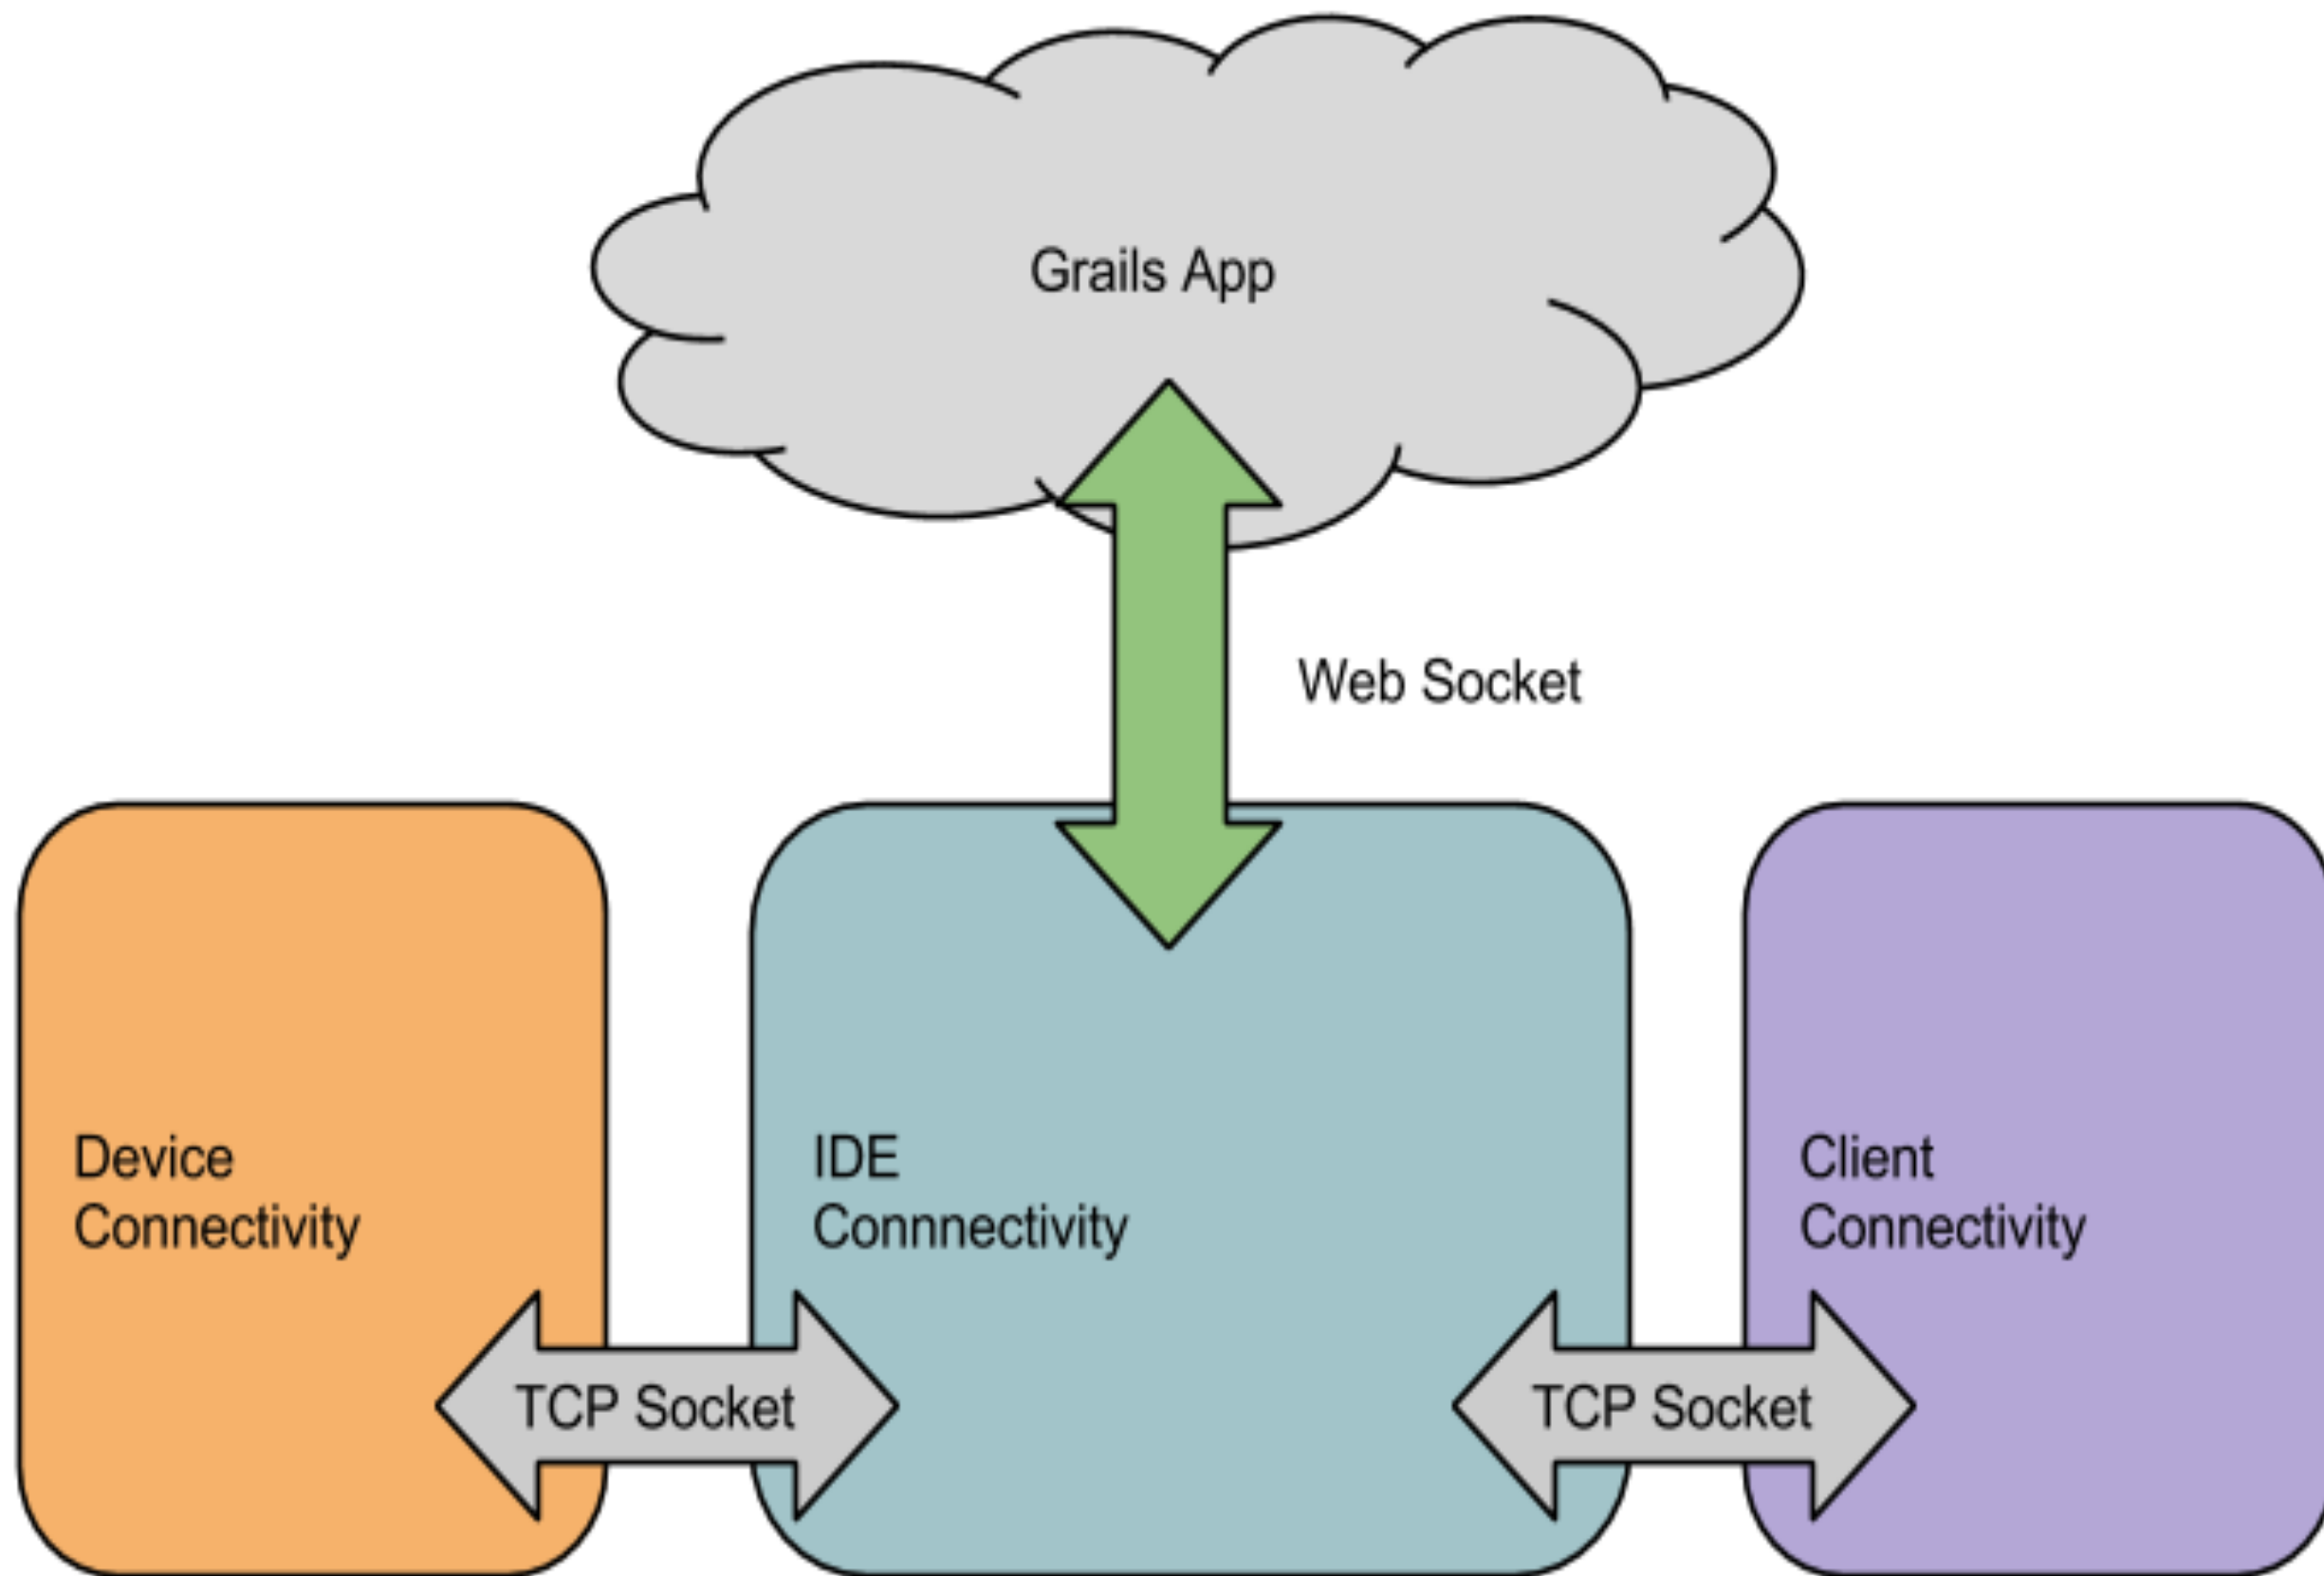 Grails App
Web Socket
Device
Connectivity
IDE
Connnectivity
Client
Connectivity
TCP Socket
TCP Socket